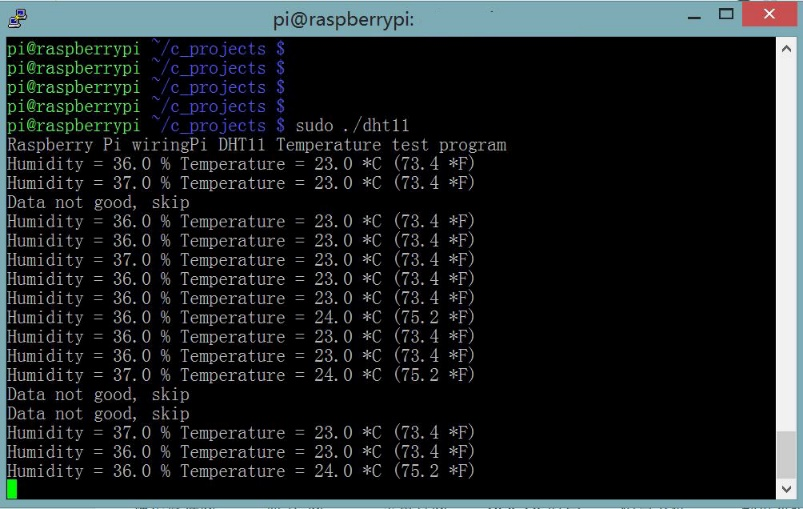 pi@raspberrypi:
pi@raspberrypi ~/c_projects $
pi@raspberrypi ~/c_projects $
pi@raspberrypi ~/c_projects $
pi@raspberrypi ~/c_projects $
pi@raspberrypi ~/c_projects $ sudo ./dht11
Raspberry Pi wiringPi DHT11 Temperature test program
Humidity = 36.0 % Temperature = 23.0 *C (73.4 *F)
Humidity = 37.0 % Temperature = 23.0 *C (73.4 *F)
Data not good, skip
Humidity = 36.0 % Temperature = 23.0 *C (73.4 *F)
Humidity = 36.0 % Temperature = 23.0 *C (73.4 *F)
Humidity = 37.0 % Temperature = 23.0 *C (73.4 *F)
Humidity = 36.0 % Temperature = 23.0 *C (73.4 *F)
Humidity = 36.0 % Temperature = 23.0 *C (73.4 *F)
Humidity = 36.0 % Temperature = 24.0 *C (75.2 *F)
Humidity = 36.0 % Temperature = 23.0 *C (73.4 *F)
Humidity = 36.0 % Temperature = 23.0 *C (73.4 *F)
Humidity = 37.0 % Temperature = 24.0 *C (75.2 *F)
Data not good, skip
Data not good, skip
Humidity = 37.0 % Temperature = 23.0 *C (73.4 *F)
Humidity = 36.0 % Temperature = 23.0 *C (73.4 *F)
Humidity = 36.0 % Temperature = 24.0 *C (75.2 *F)